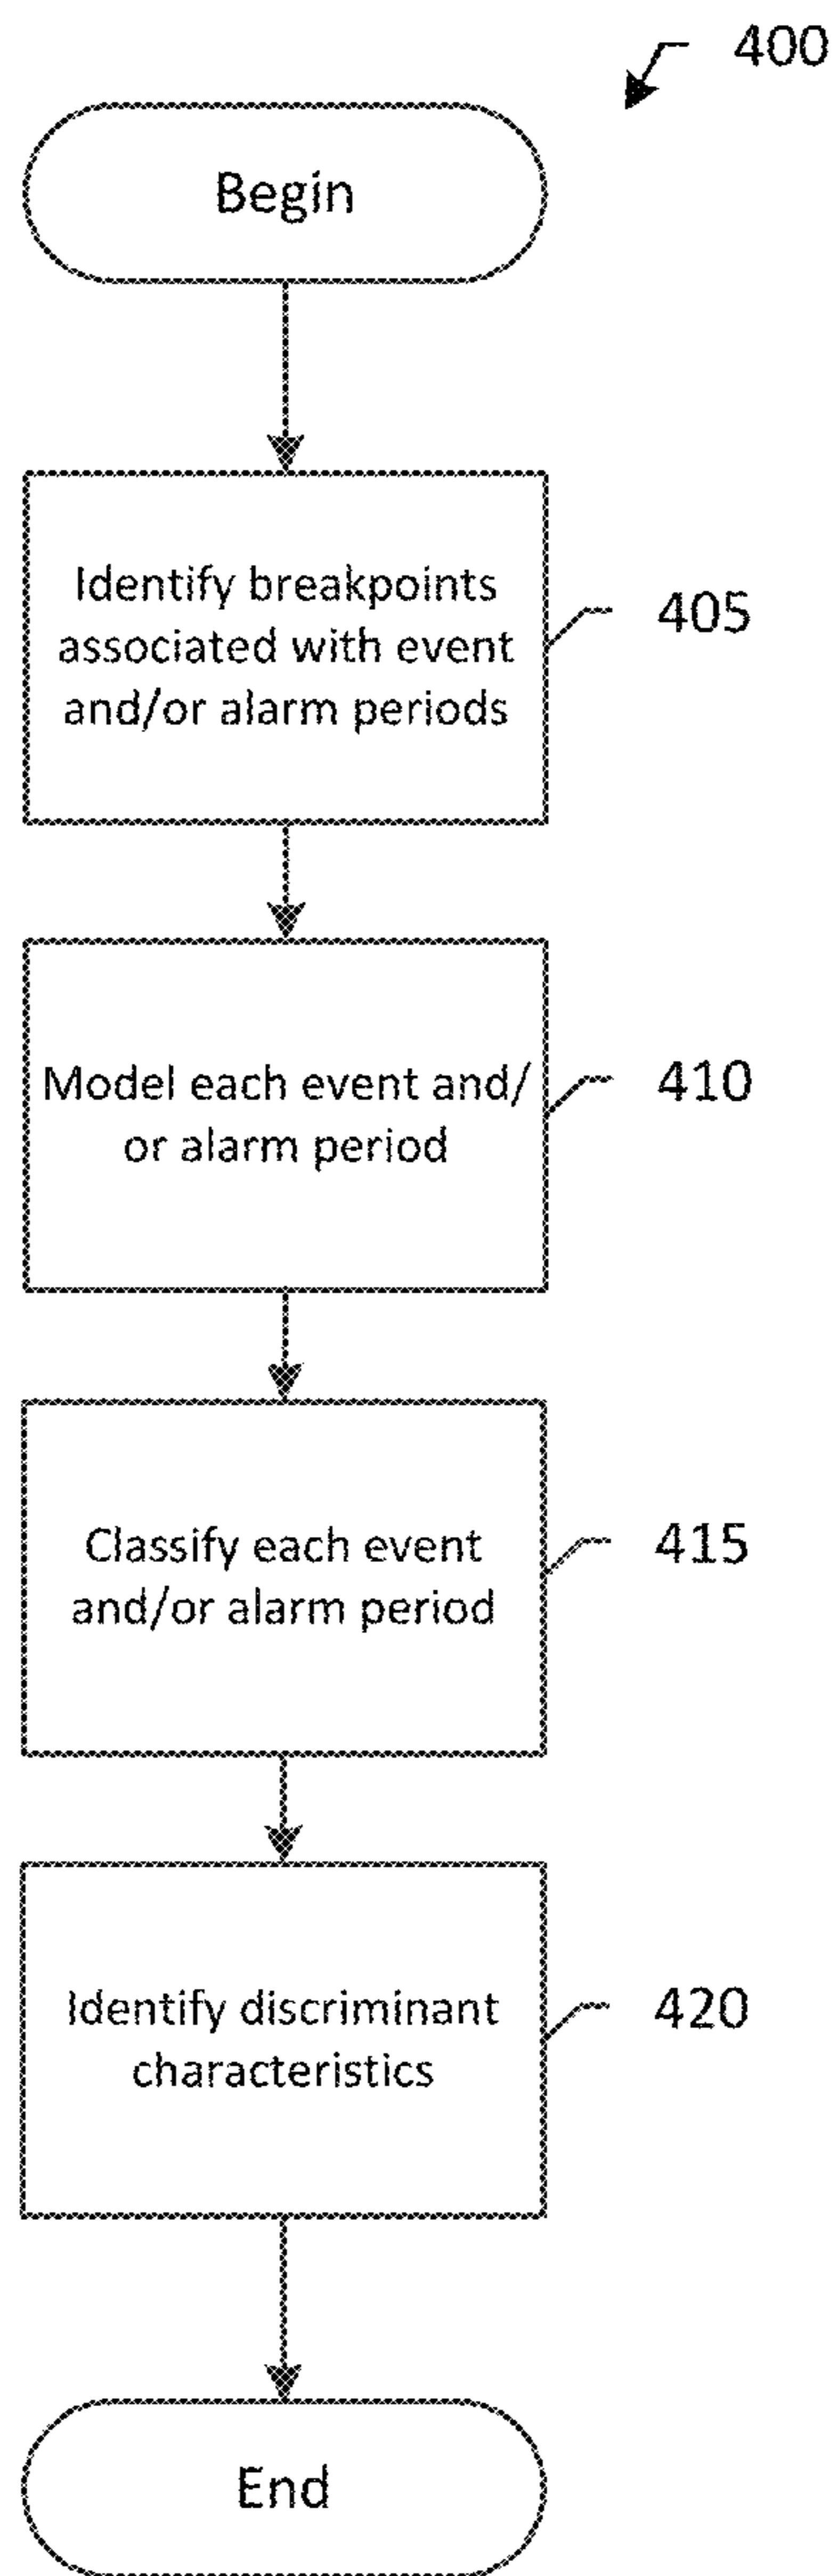 400
Begin
Identify breakpoints
associated with event
and/or alarm periods
405
Model each event and/
or alarm period
410
Classify each event
and/or alarm period
415
Identify discriminant
characteristics
420
End